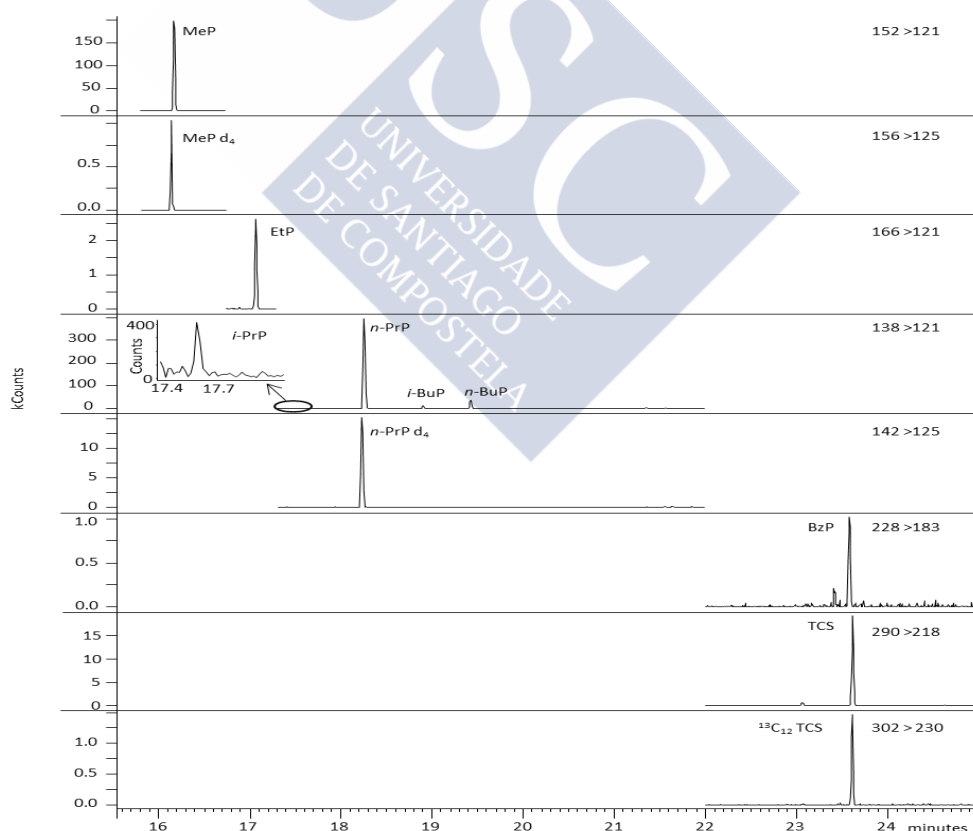 MeP 152 >121
150
100
50
0
MeP d₄ 156 >125
0.5
0.0
EtP 166 >121
2
1
0
n-PrP 138 >121
i-PrP
i-BuP n-BuP
300
200
100
0
400
Counts
0
17.4 17.7
n-PrP d₄ 142 >125
10
5
0
BzP 228 >183
1.0
0.5
0.0
TCS 290 >218
15
10
5
0
¹³C₁₂ TCS 302 > 230
1.0
0.5
0.0
kCounts
16 17 18 19 20 21 22 23 24 minutes
USC
UNIVERSIDADE
DE SANTIAGO
DE COMPOSTELA